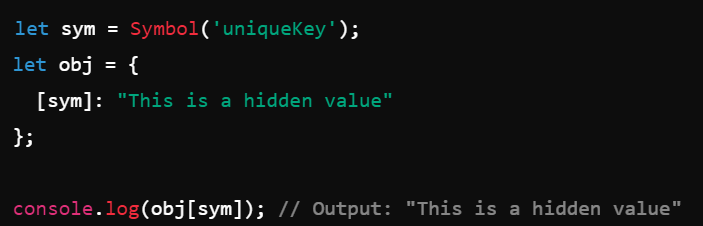 let sym = Symbol('uniqueKey');
let obj = {
  [sym]: "This is a hidden value"
};

console.log(obj[sym]); // Output: "This is a hidden value"